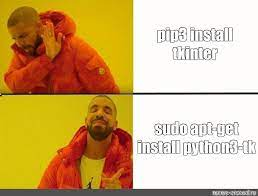 pip3 install
tkinter
sudo apt-get
install python3-tk